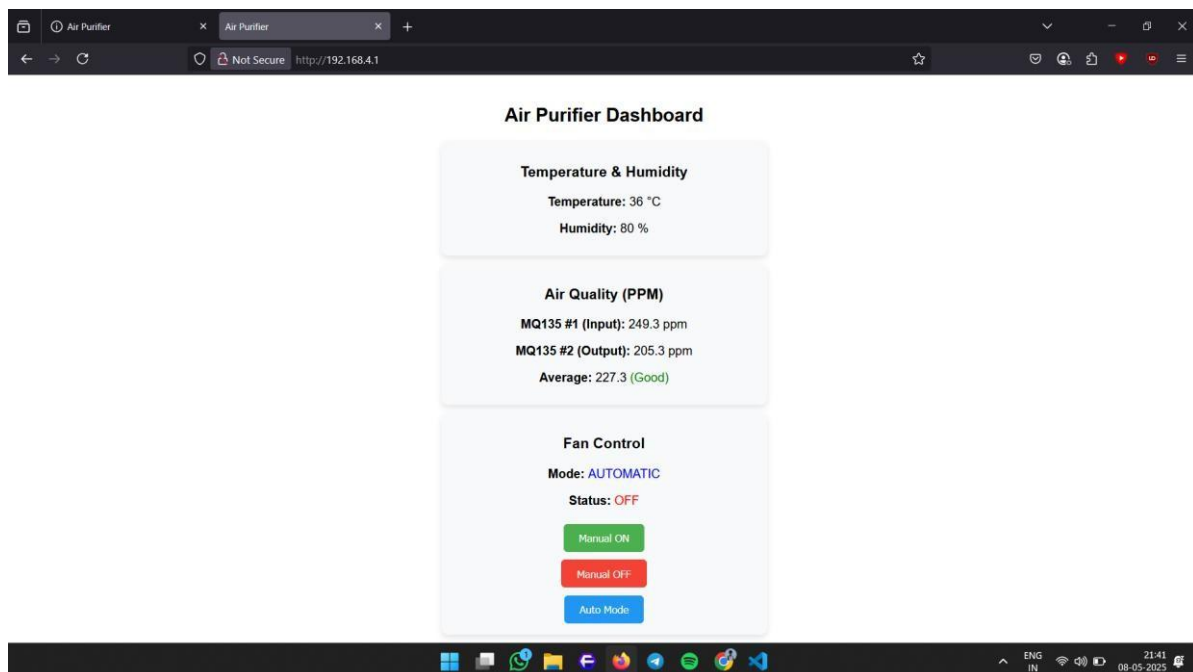 Air Purifier
Air Purifier
Not Secure http://192.168.4.1
Air Purifier Dashboard
Temperature & Humidity
Temperature: 36 °C
Humidity: 80 %
Air Quality (PPM)
MQ135 #1 (Input): 249.3 ppm
MQ135 #2 (Output): 205.3 ppm
Average: 227.3 (Good)
Fan Control
Mode: AUTOMATIC
Status: OFF
Manual ON
Manual OFF
Auto Mode
ENG
IN
21:41
08-05-2025